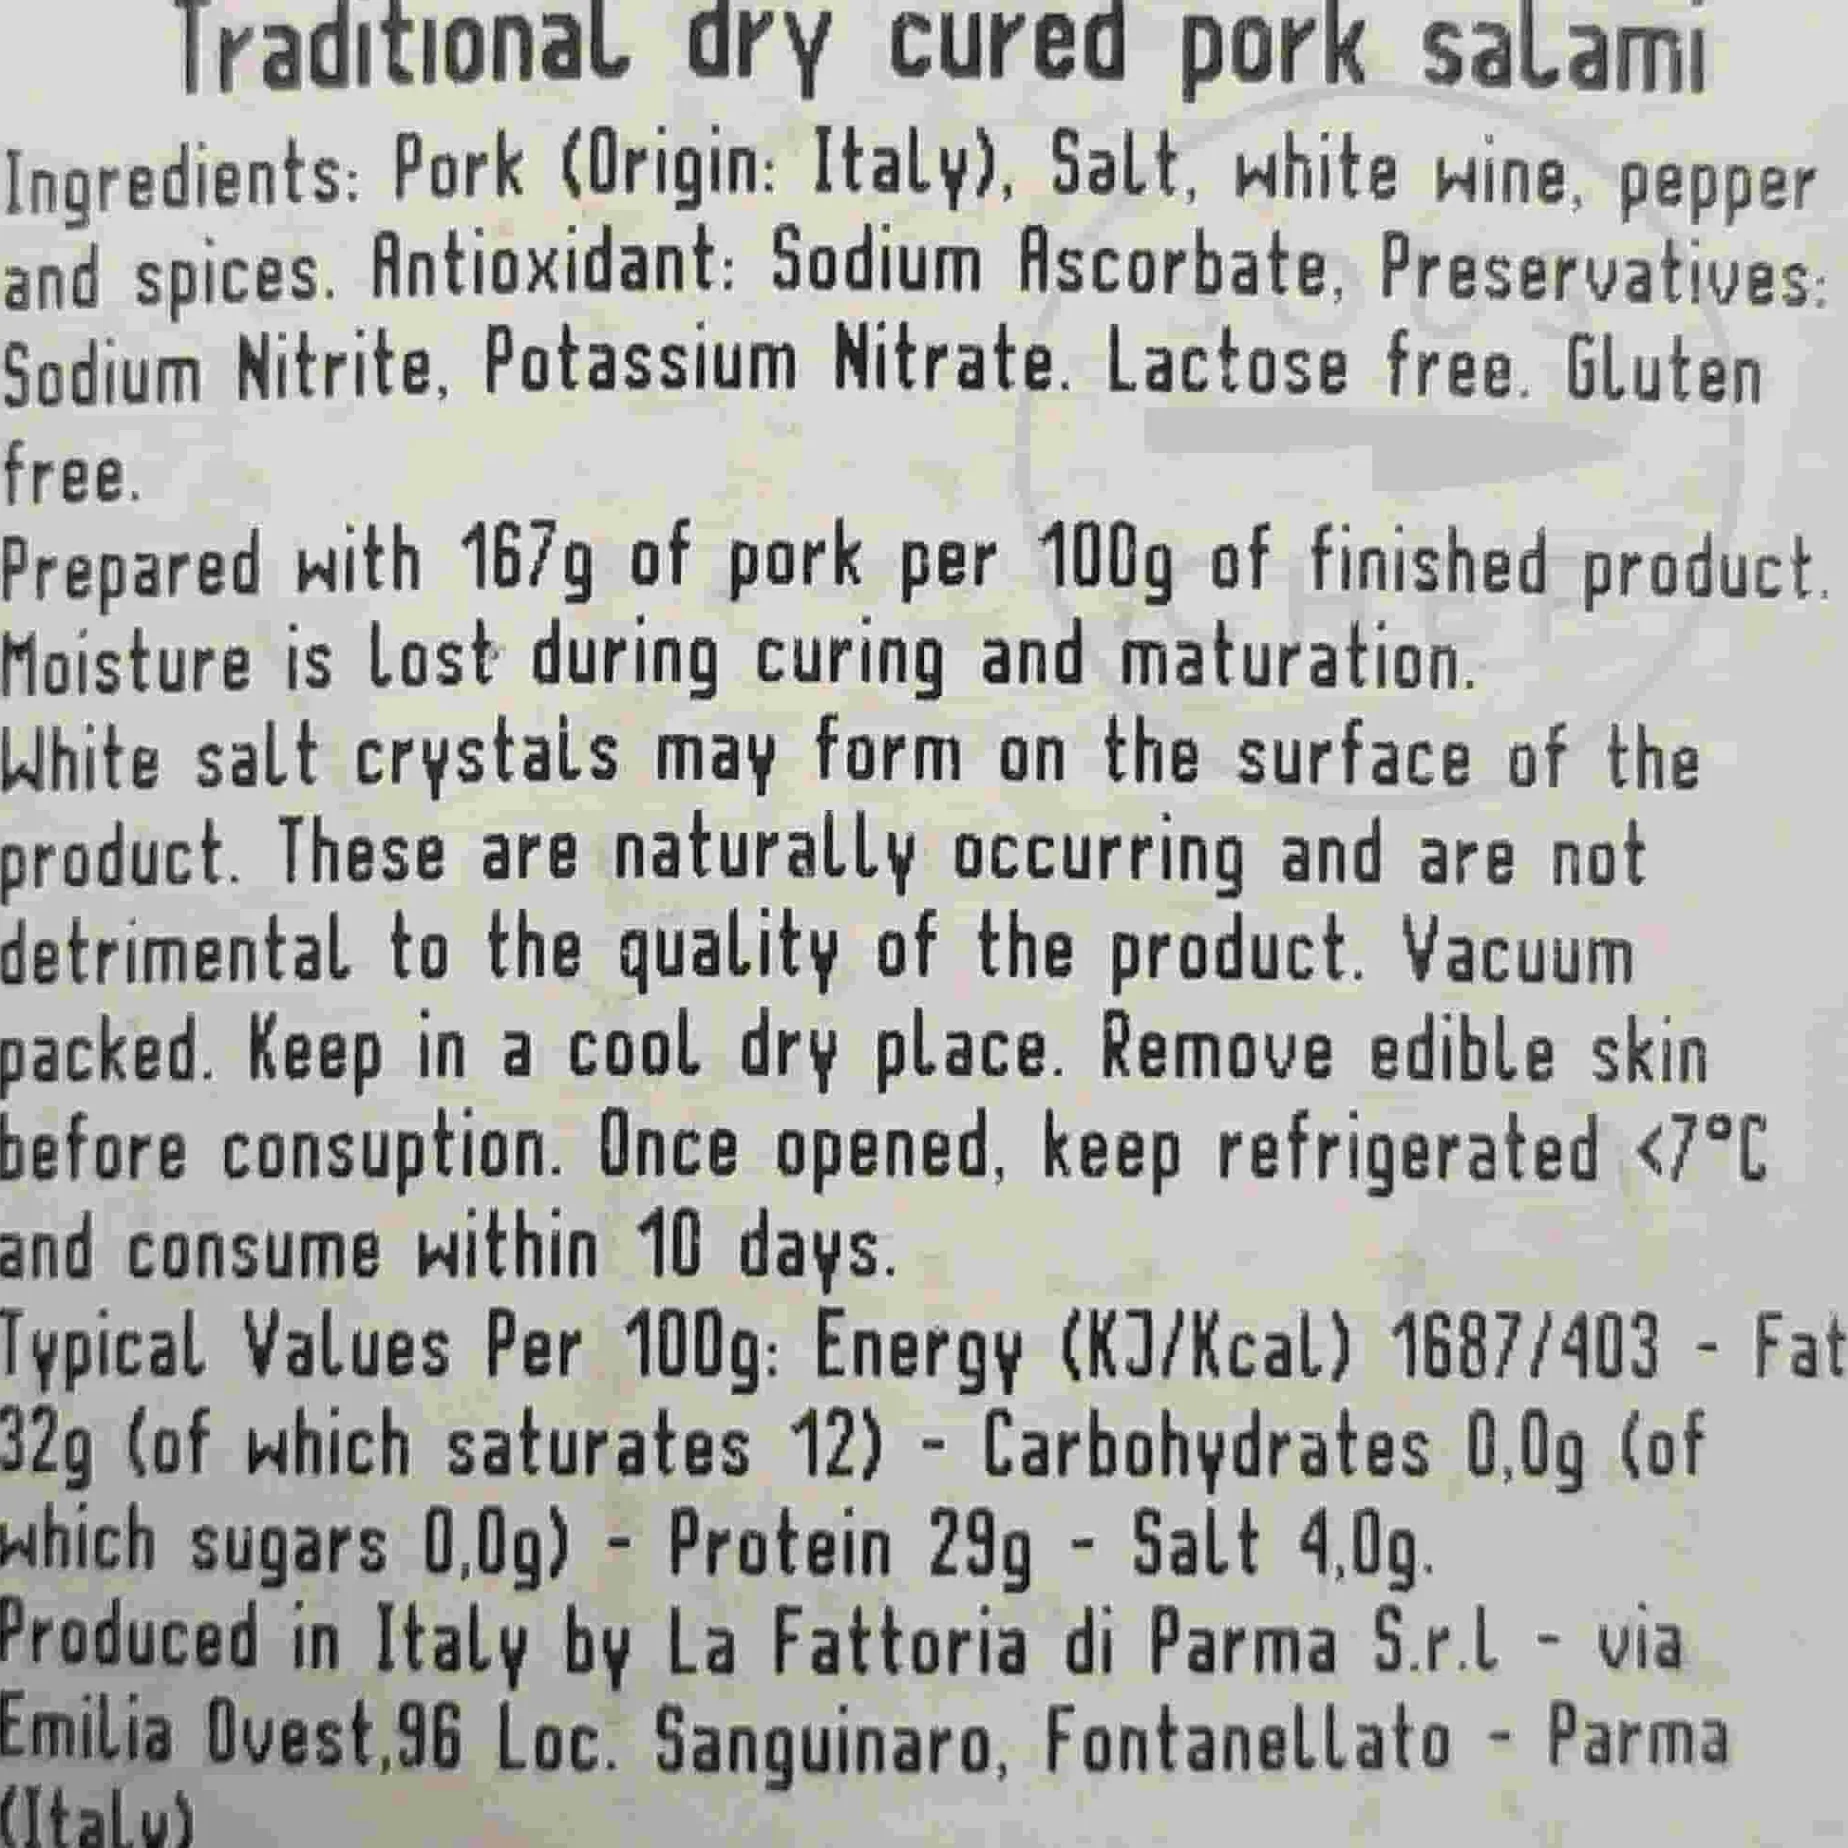 Traditional dry cured pork salami
Ingredients: Pork (Origin: Italy), Salt, white wine, pepper
and spices. Antioxidant: Sodium Ascorbate, Preservatives:
Sodium Nitrite, Potassium Nitrate. Lactose free. Gluten
free.
Prepared with 167g of pork per 100g of finished product.
Moisture is lost during curing and maturation.
White salt crystals may form on the surface of the
product. These are naturally occurring and are not
detrimental to the quality of the product. Vacuum
packed. Keep in a cool dry place. Remove edible skin
before consuption. Once opened, keep refrigerated <7°C
and consume within 10 days.
Typical Values Per 100g: Energy (KJ/Kcal) 1687/403 - Fat
32g (of which saturates 12) - Carbohydrates 0,0g (of
which sugars 0,0g) - Protein 29g - Salt 4,0g.
Produced in Italy by La Fattoria di Parma S.r.l - via
Emilia Ovest,96 Loc. Sanguinaro, Fontanellato - Parma
(Italy)